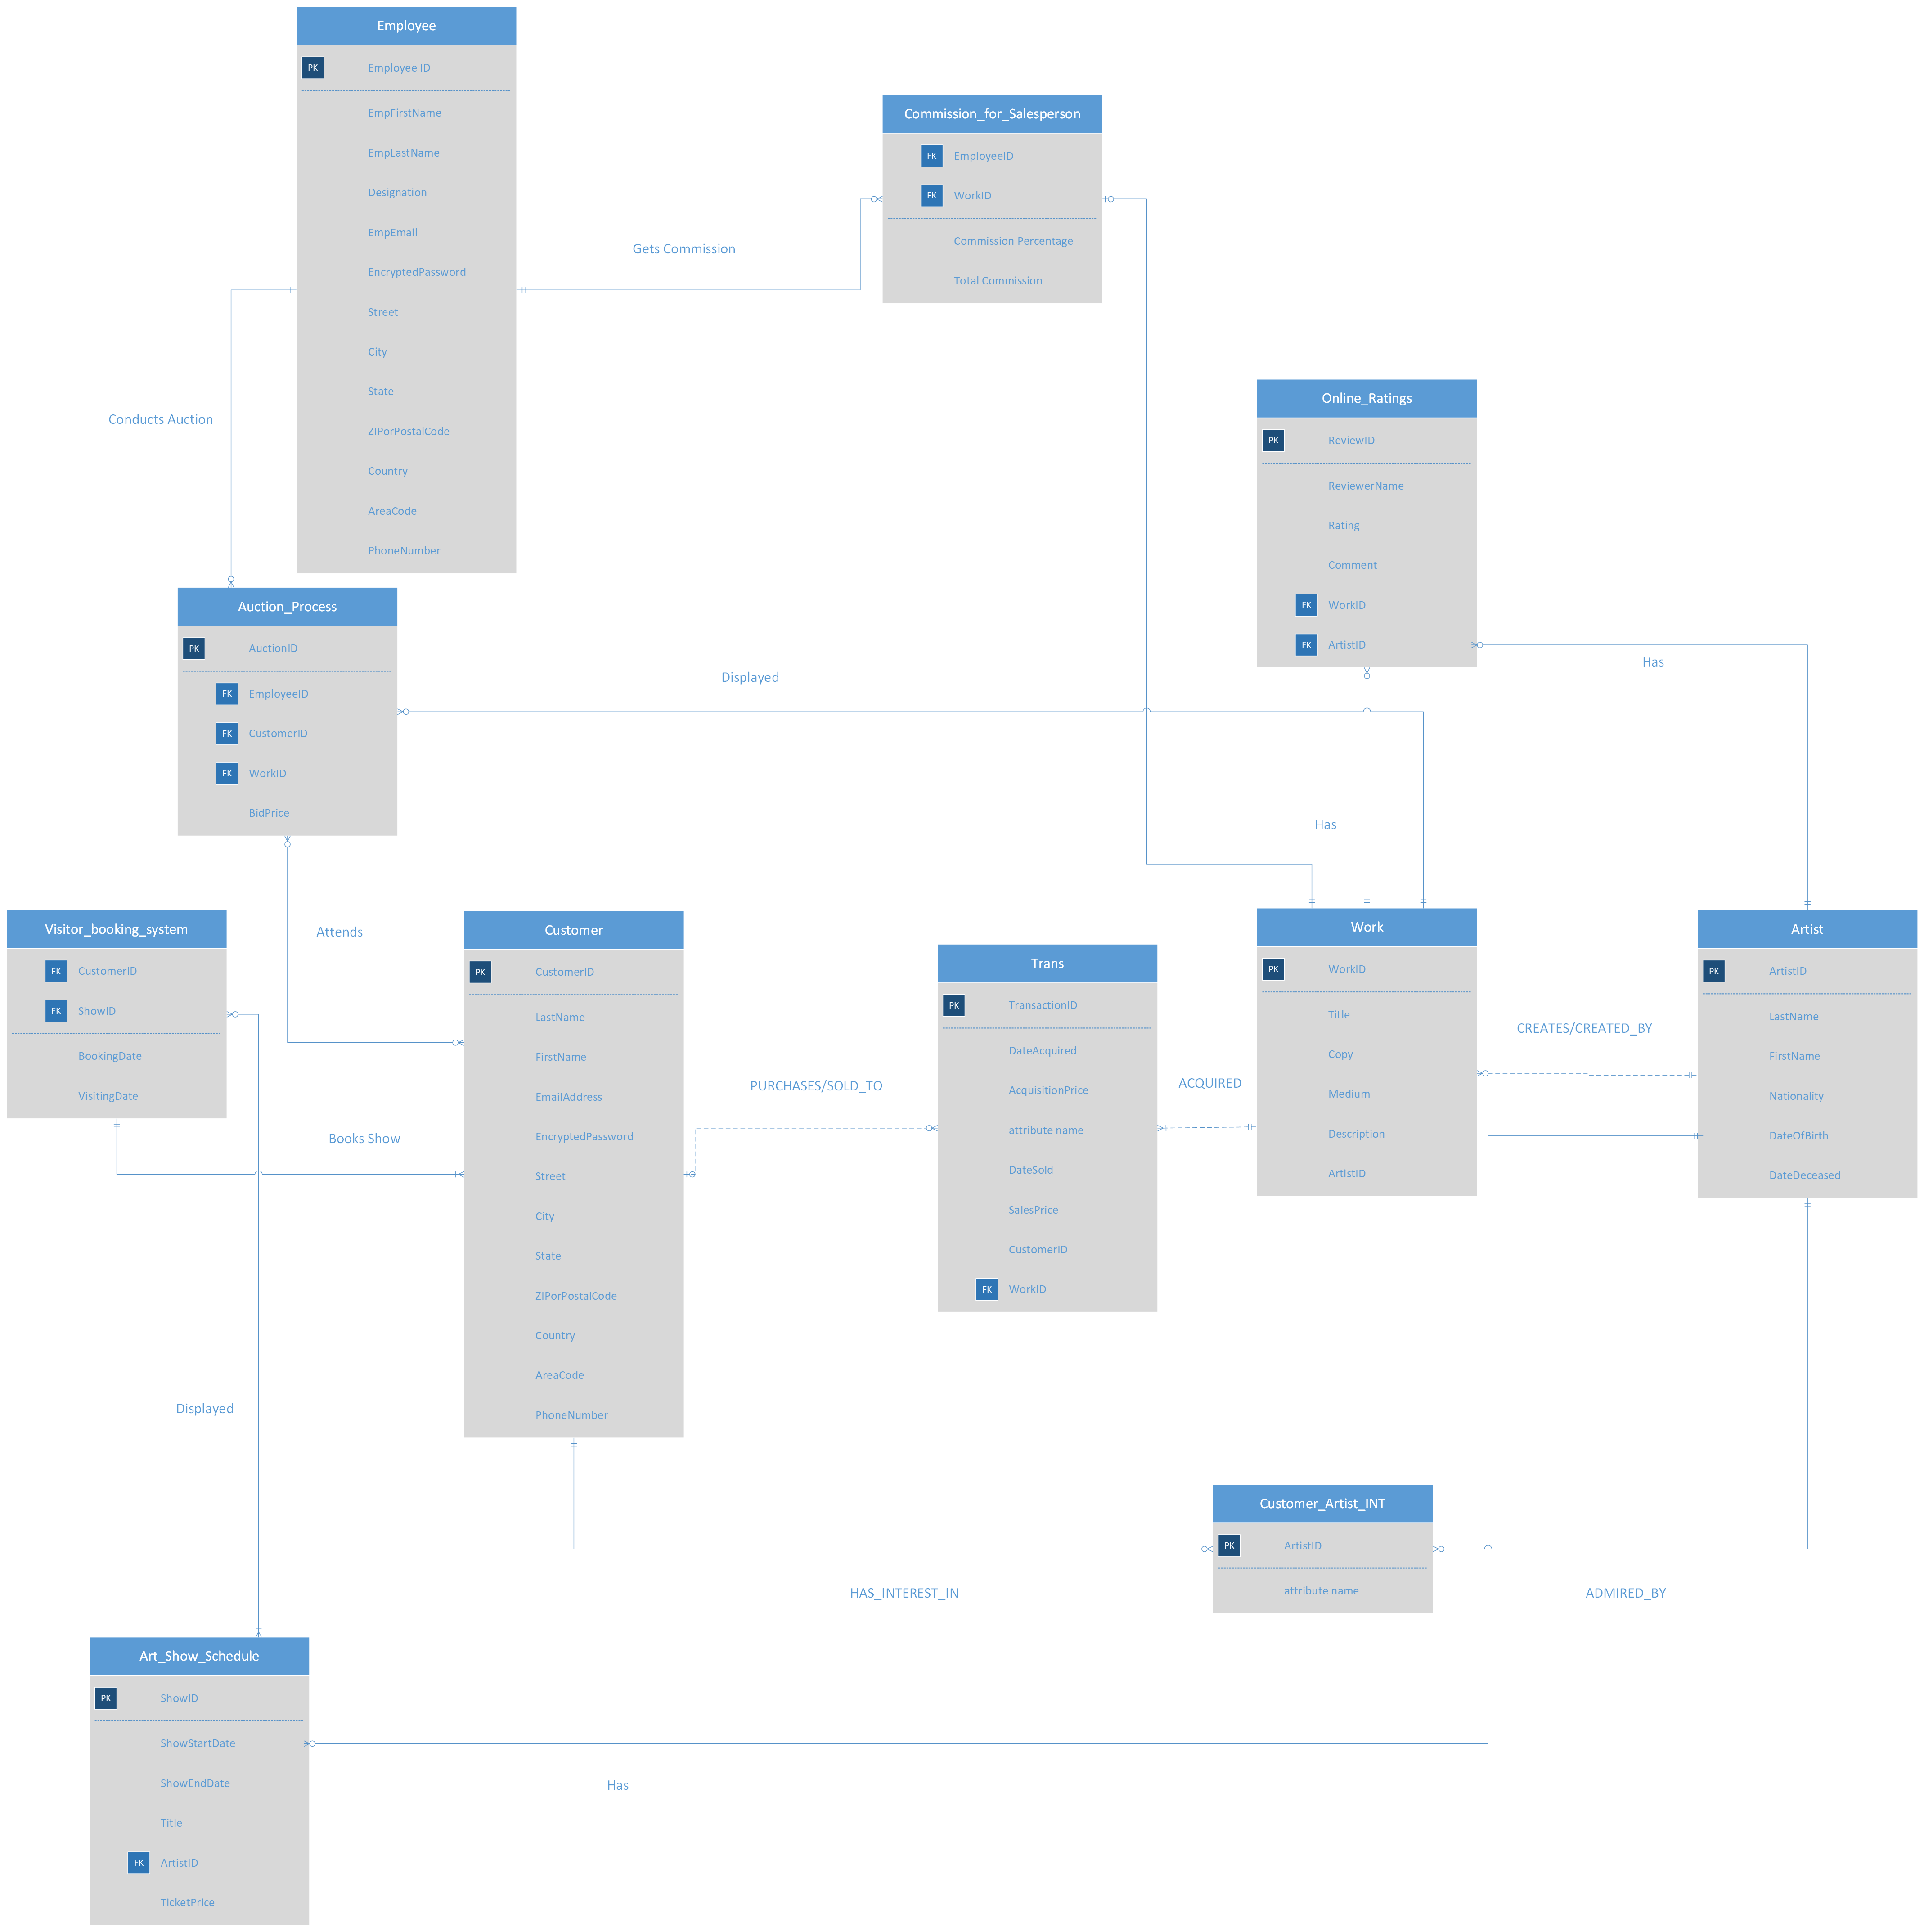 Employee
PK Employee ID
EmpFirstName
EmpLastName
Designation
EmpEmail
EncryptedPassword
Street
City
State
ZIPorPostalCode
Country
AreaCode
PhoneNumber
Commission_for_Salesperson
FK EmployeeID
FK WorkID
Commission Percentage
Total Commission
Gets Commission
Conducts Auction
Online_Ratings
PK ReviewID
ReviewerName
Rating
Comment
FK WorkID
FK ArtistID
Has
Auction_Process
PK AuctionID
FK EmployeeID
FK CustomerID
FK WorkID
BidPrice
Displayed
Has
Attends
Visitor_booking_system
FK CustomerID
FK ShowID
BookingDate
VisitingDate
Books Show
Customer
PK CustomerID
LastName
FirstName
EmailAddress
EncryptedPassword
Street
City
State
ZIPorPostalCode
Country
AreaCode
PhoneNumber
PURCHASES/SOLD_TO
Trans
PK TransactionID
DateAcquired
AcquisitionPrice
attribute name
DateSold
SalesPrice
CustomerID
FK WorkID
ACQUIRED
Work
PK WorkID
Title
Copy
Medium
Description
ArtistID
CREATES/CREATED_BY
Artist
PK ArtistID
LastName
FirstName
Nationality
DateOfBirth
DateDeceased
Displayed
Customer_Artist_INT
PK ArtistID
attribute name
HAS_INTEREST_IN
ADMIRED_BY
Art_Show_Schedule
PK ShowID
ShowStartDate
ShowEndDate
Title
FK ArtistID
TicketPrice
Has